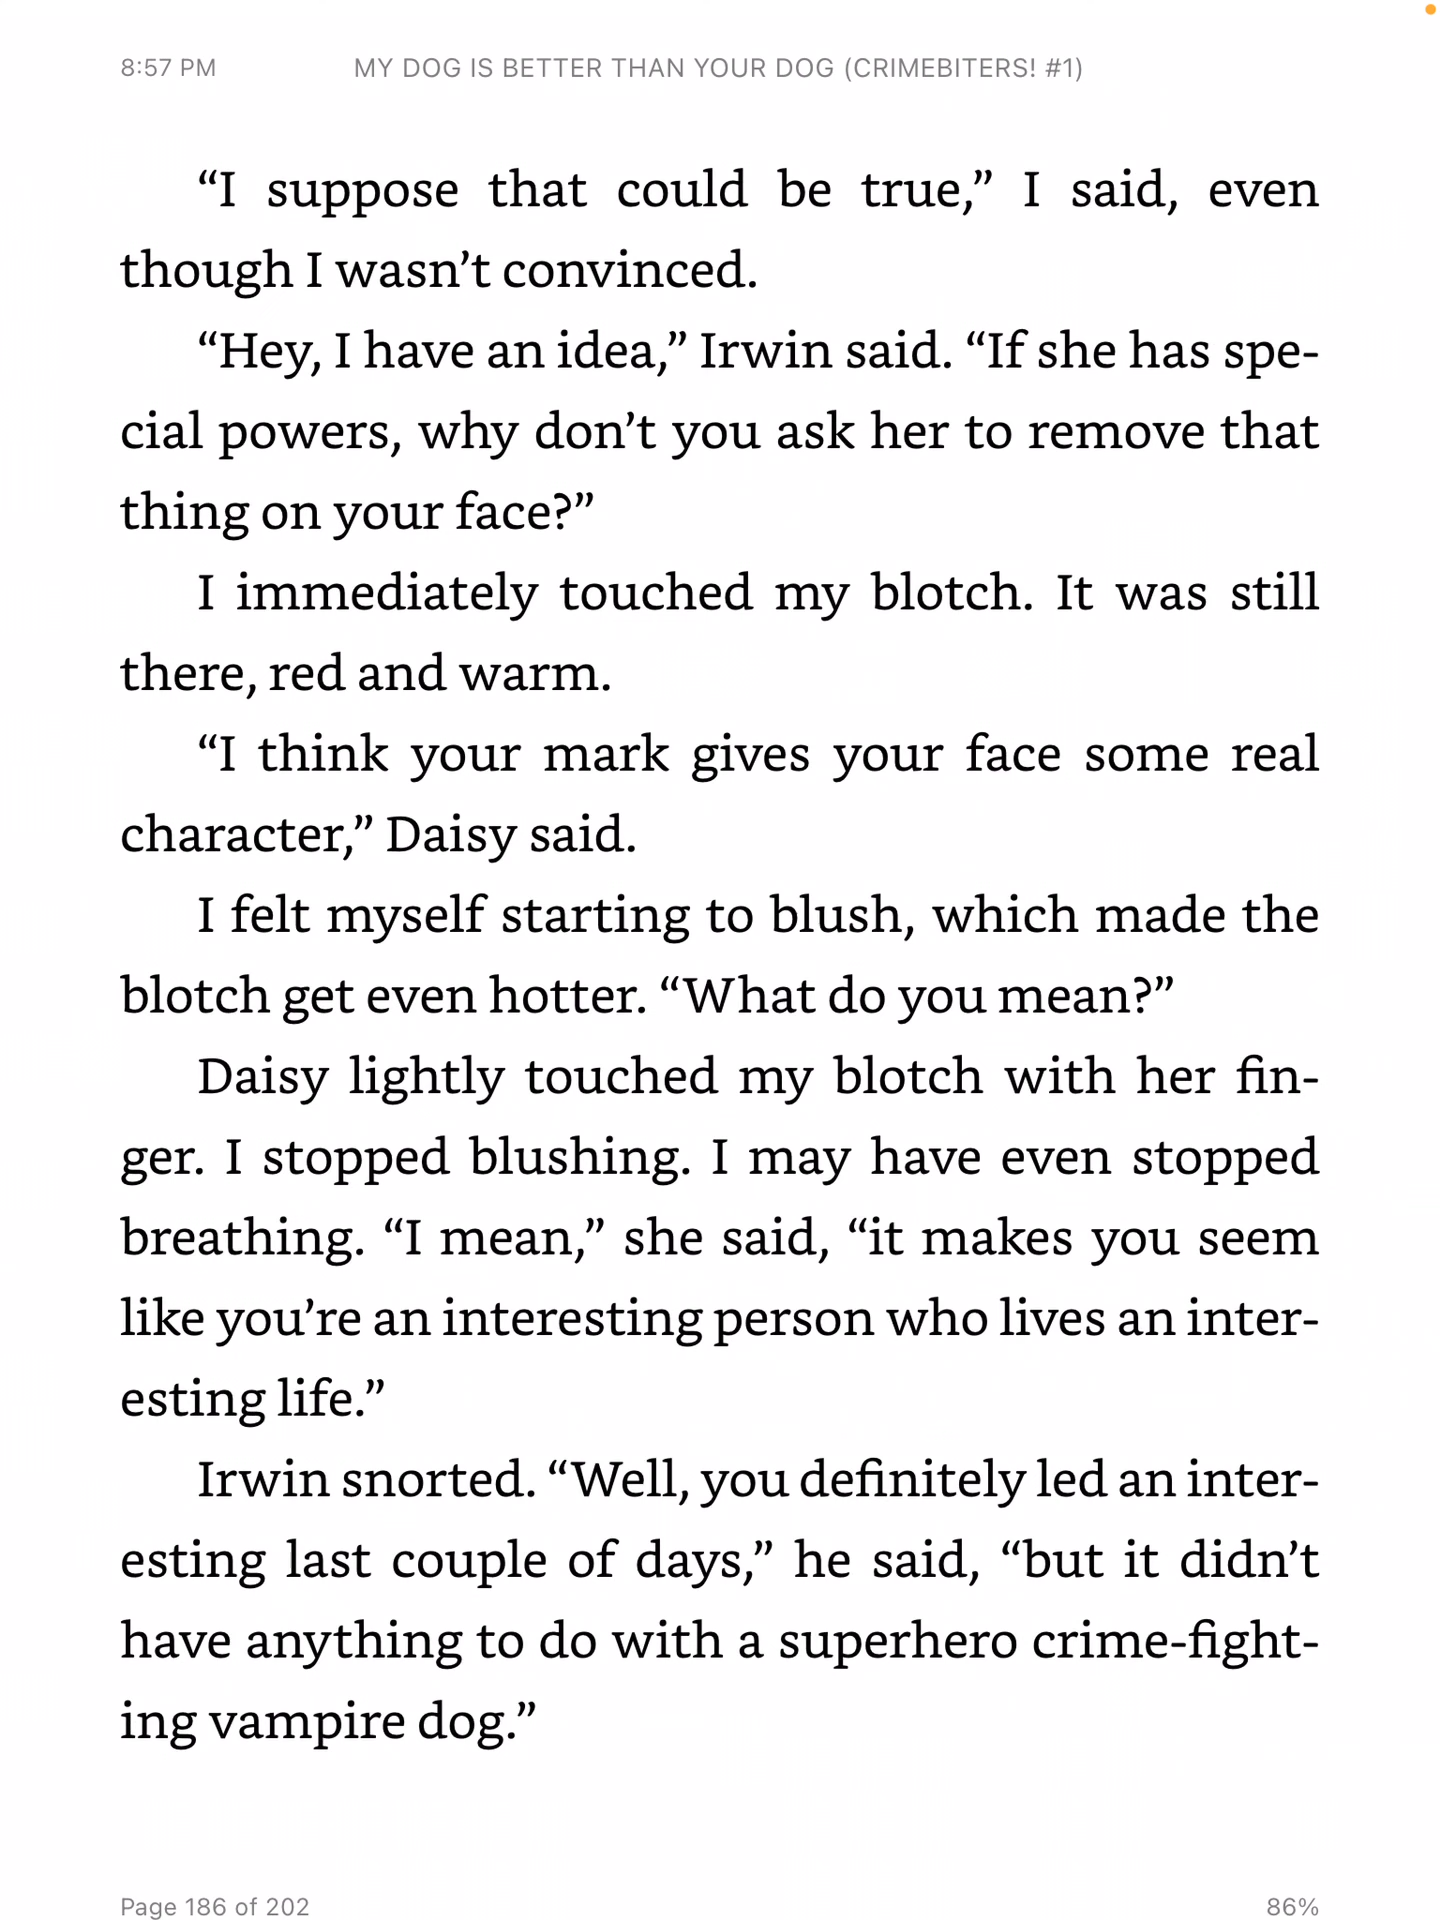 8:57 PM MY DOG IS BETTER THAN YOUR DOG (CRIMEBITERS! #1)
“I suppose that could be true,” I said, even
though I wasn’t convinced.
“Hey, I have an idea,” Irwin said. “If she has spe-
cial powers, why don’t you ask her to remove that
thing on your face?”
I immediately touched my blotch. It was still
there, red and warm.
“I think your mark gives your face some real
character,” Daisy said.
I felt myself starting to blush, which made the
blotch get even hotter. “What do you mean?”
Daisy lightly touched my blotch with her fin-
ger. I stopped blushing. I may have even stopped
breathing. “I mean,” she said, “it makes you seem
like you’re an interesting person who lives an inter-
esting life.”
Irwin snorted. “Well, you definitely led an inter-
esting last couple of days,” he said, “but it didn’t
have anything to do with a superhero crime-fight-
ing vampire dog.”
Page 186 of 202 86%